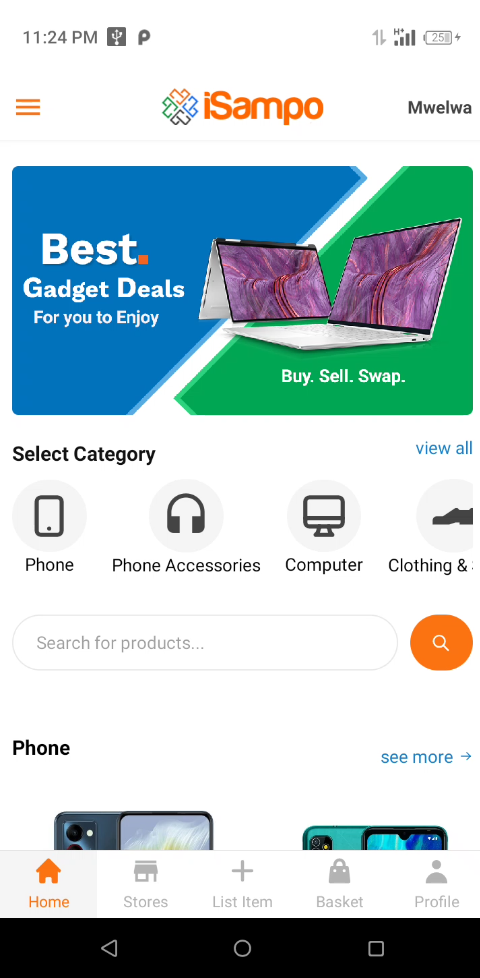 11:24 PM
H+
25
iSampo
Mwelwa
Best.
Gadget Deals
For you to Enjoy
Buy. Sell. Swap.
Select Category
view all
Phone
Phone Accessories
Computer
Clothing &
Search for products...
Phone
see more
Home
Stores
List Item
Basket
Profile